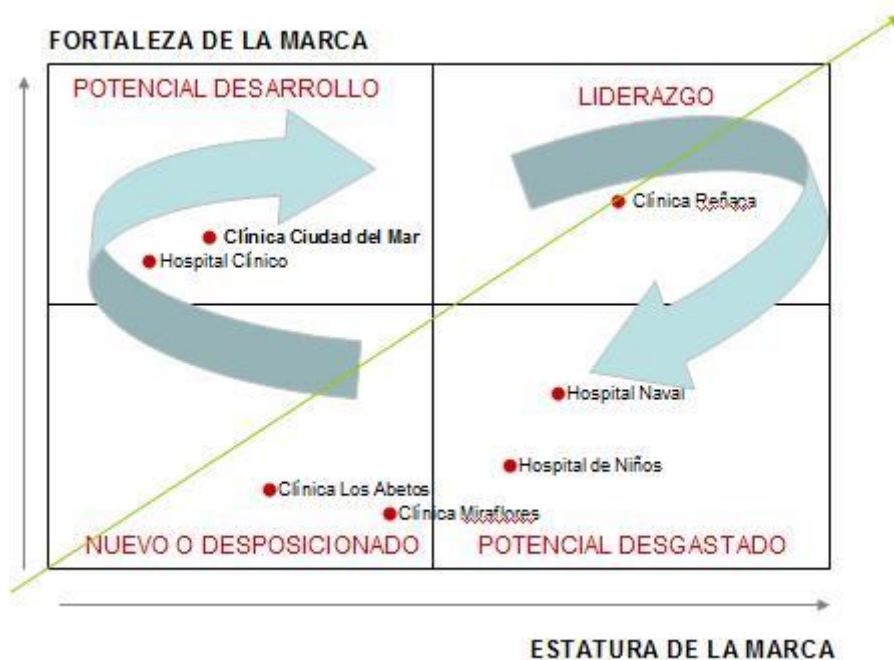 FORTALEZA DE LA MARCA
POTENCIAL DESARROLLO
LIDERAZGO
Clínica Reñaca
Clínica Ciudad del Mar
Hospital Clínico
Hospital Naval
Hospital de Niños
Clínica Los Abetos
Clínica Miraflores
NUEVO O DESPOSICIONADO
POTENCIAL DESGASTADO
ESTATURA DE LA MARCA